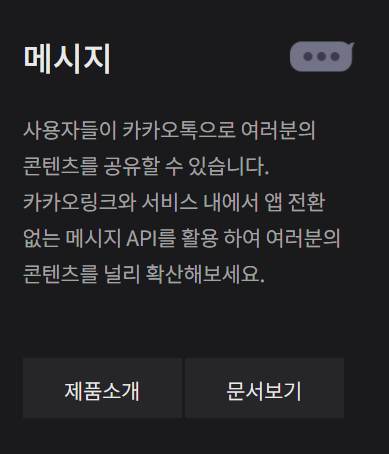 메시지
사용자들이 카카오톡으로 여러분의
콘텐츠를 공유할 수 있습니다.
카카오링크와 서비스 내에서 앱 전환
없는 메시지 API를 활용 하여 여러분의
콘텐츠를 널리 확산해보세요.
제품소개 문서보기